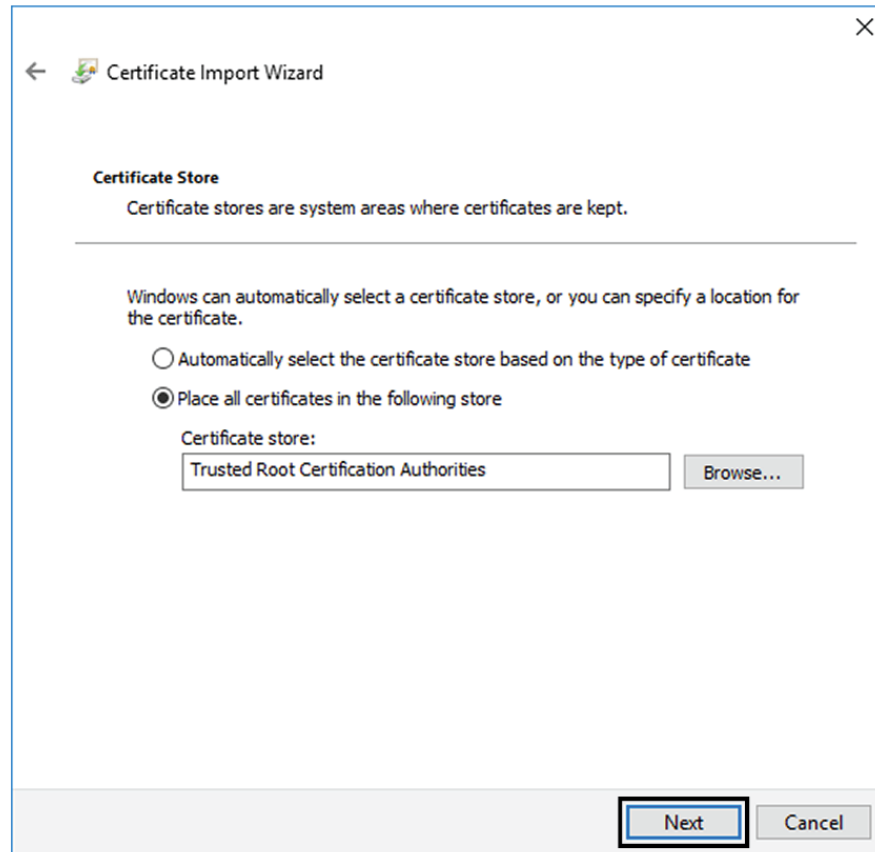 Certificate Import Wizard
Certificate Store
Certificate stores are system areas where certificates are kept.
Windows can automatically select a certificate store, or you can specify a location for
the certificate.
Automatically select the certificate store based on the type of certificate
Place all certificates in the following store
Certificate store:
Trusted Root Certification Authorities
Browse...
Next
Cancel